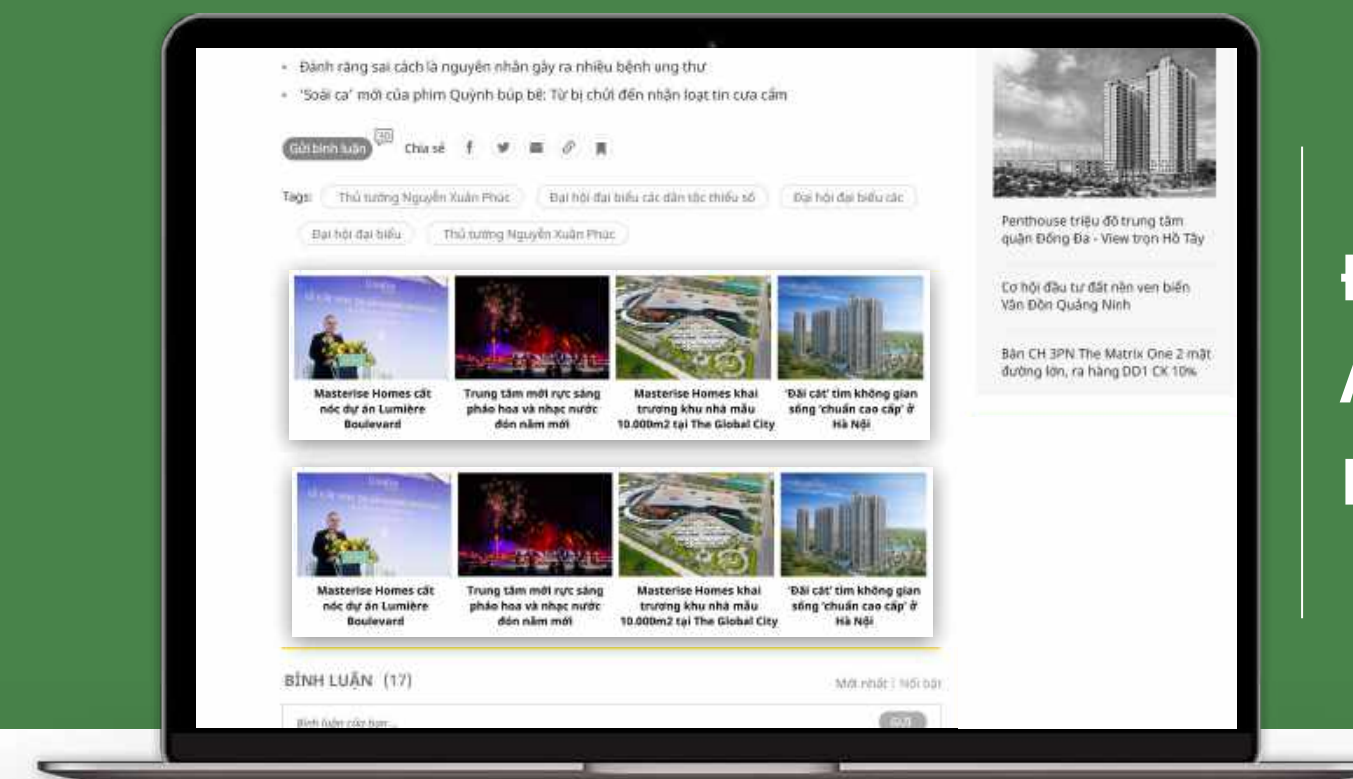 Đánh răng sai cách là nguyên nhân gây ra nhiều bệnh ung thư
'Soái ca' mới của phim Quỳnh búp bê: Từ bị chửi đến nhận loạt tin cưa cẩm
Gửi bình luận 30 Chia sẻ
Tags: Thủ tướng Nguyễn Xuân Phúc Đại hội đại biểu các dân tộc thiểu số Đại hội đại biểu các
Đại hội đại biểu Thủ tướng Nguyễn Xuân Phúc
Masterise Homes cất
nóc dự án Lumière
Boulevard
Trung tâm mới rực sáng
pháo hoa và nhạc nước
đón năm mới
Masterise Homes khai
trương khu nhà mẫu
10.000m2 tại The Global City
'Đãi cát' tìm không gian
sống 'chuẩn cao cấp' ở
Hà Nội
Masterise Homes cất
nóc dự án Lumière
Boulevard
Trung tâm mới rực sáng
pháo hoa và nhạc nước
đón năm mới
Masterise Homes khai
trương khu nhà mẫu
10.000m2 tại The Global City
'Đãi cát' tìm không gian
sống 'chuẩn cao cấp' ở
Hà Nội
BÌNH LUẬN (17)
Mới nhất | Nổi bật
Bình luận của bạn...
GỬI
Penthouse triệu đô trung tâm
quận Đống Đa - View trọn Hồ Tây
Cơ hội đầu tư đất nền ven biển
Vân Đồn Quảng Ninh
Bán CH 3PN The Matrix One 2 mặt
đường lớn, ra hàng DD1 CK 10%